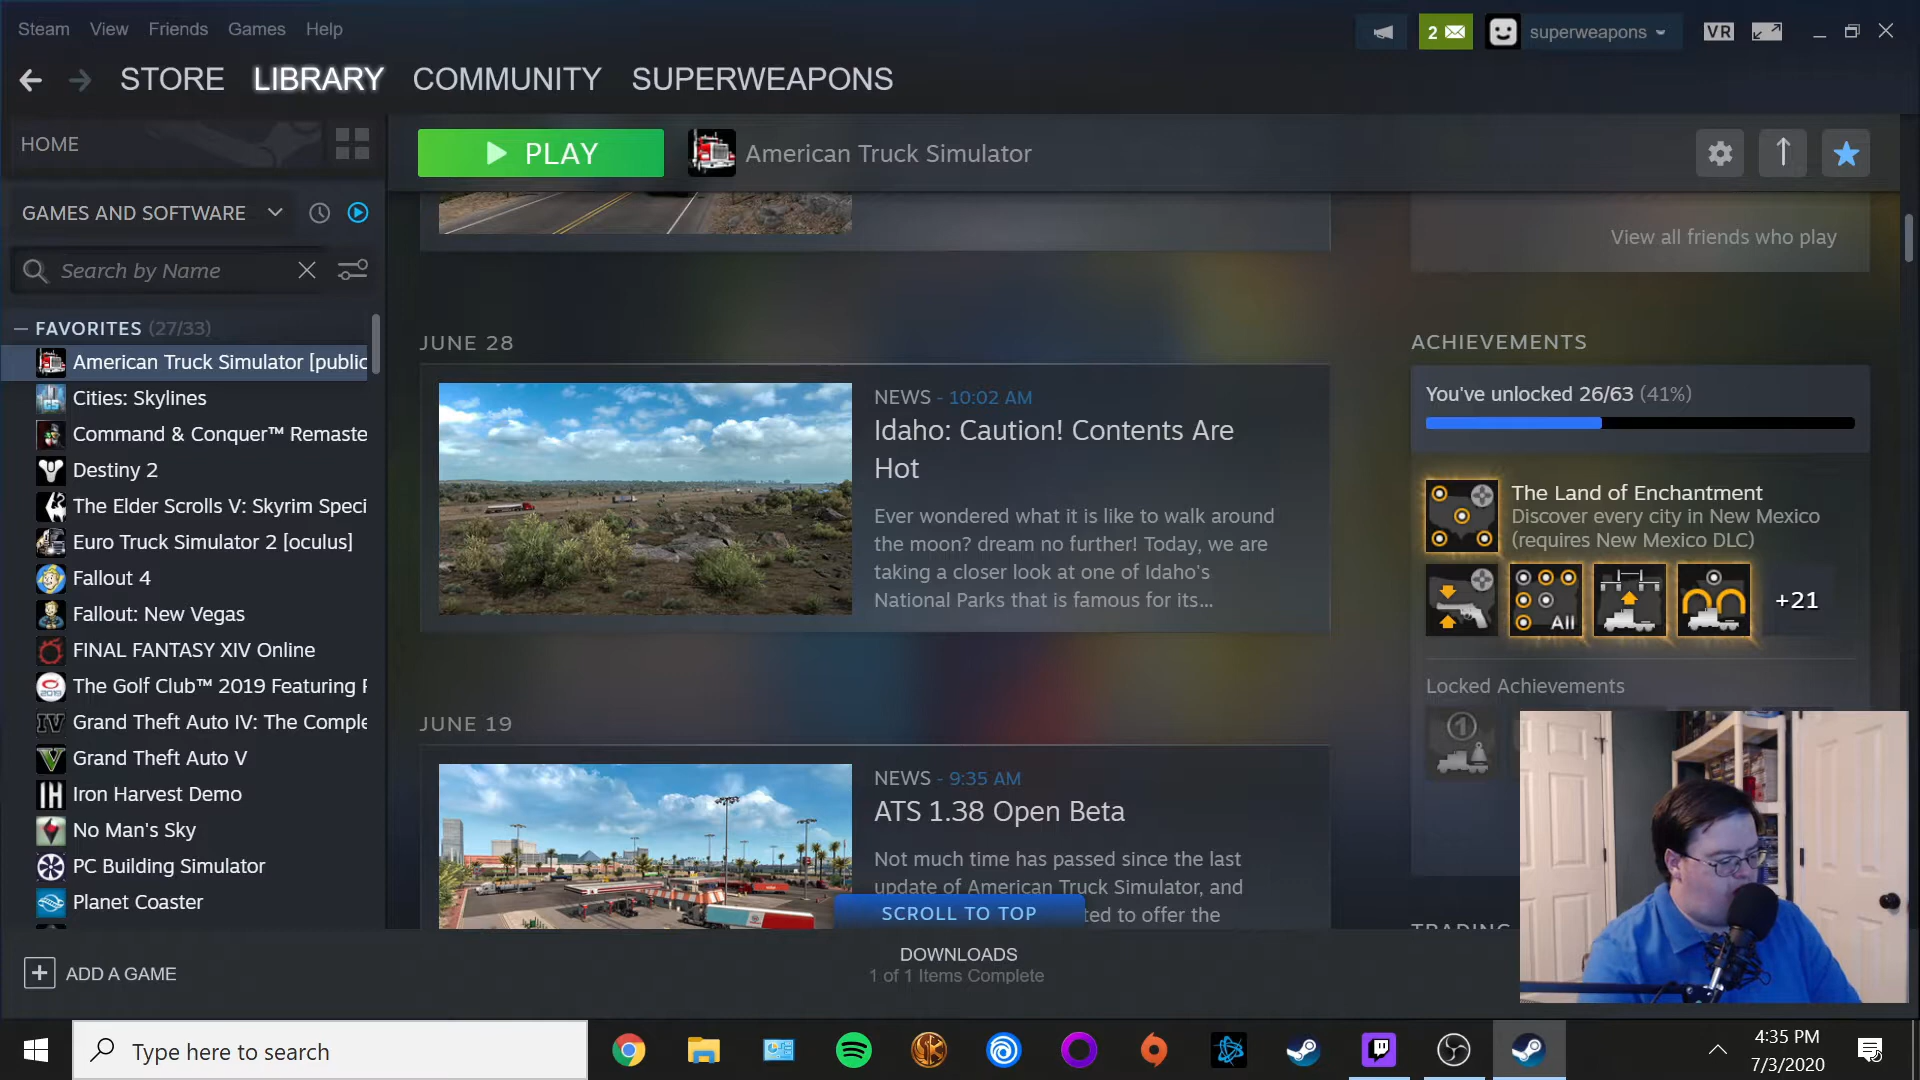 Steam View Friends Games Help
2
superweapons
VR
STORE LIBRARY COMMUNITY SUPERWEAPONS
HOME
PLAY
American Truck Simulator
GAMES AND SOFTWARE
View all friends who play
Search by Name
FAVORITES (27/33)
American Truck Simulator [public
Cities: Skylines
Command & Conquer™ Remaste
Destiny 2
The Elder Scrolls V: Skyrim Speci
Euro Truck Simulator 2 [oculus]
Fallout 4
Fallout: New Vegas
FINAL FANTASY XIV Online
The Golf Club™ 2019 Featuring P
Grand Theft Auto IV: The Comple
Grand Theft Auto V
Iron Harvest Demo
No Man's Sky
PC Building Simulator
Planet Coaster
JUNE 28
NEWS - 10:02 AM
Idaho: Caution! Contents Are
Hot
Ever wondered what it is like to walk around
the moon? dream no further! Today, we are
taking a closer look at one of Idaho's
National Parks that is famous for its...
JUNE 19
NEWS - 9:35 AM
ATS 1.38 Open Beta
Not much time has passed since the last
update of American Truck Simulator, and
ted to offer the
SCROLL TO TOP
ACHIEVEMENTS
You've unlocked 26/63 (41%)
The Land of Enchantment
Discover every city in New Mexico
(requires New Mexico DLC)
All
+21
Locked Achievements
1
ADD A GAME
DOWNLOADS
1 of 1 Items Complete
Type here to search
4:35 PM
7/3/2020